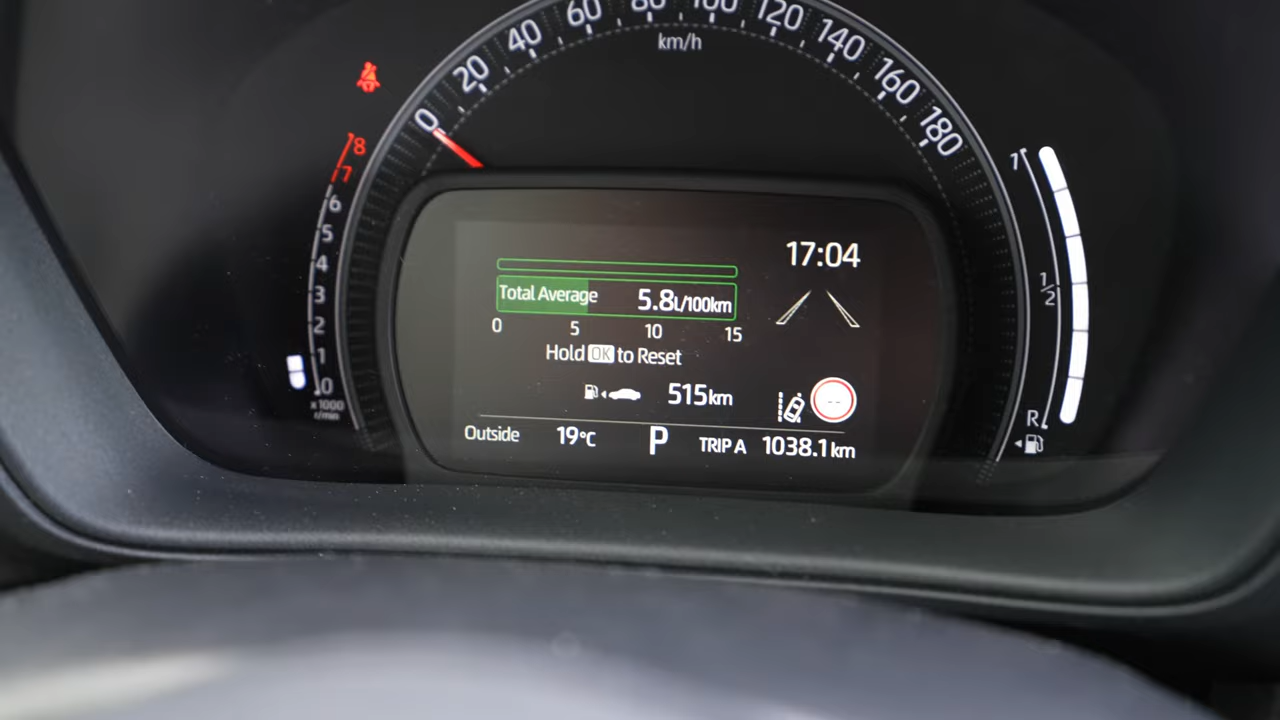 0 20 40 60 80 100 120 140 160 180
km/h
8
7
6
5
4
3
2
1
0
x1000
r/min
17:04
Total Average 5.8L/100km
0 5 10 15
Hold OK to Reset
515km
--
Outside 19°C P TRIP A 1038.1km
1
1/2
R